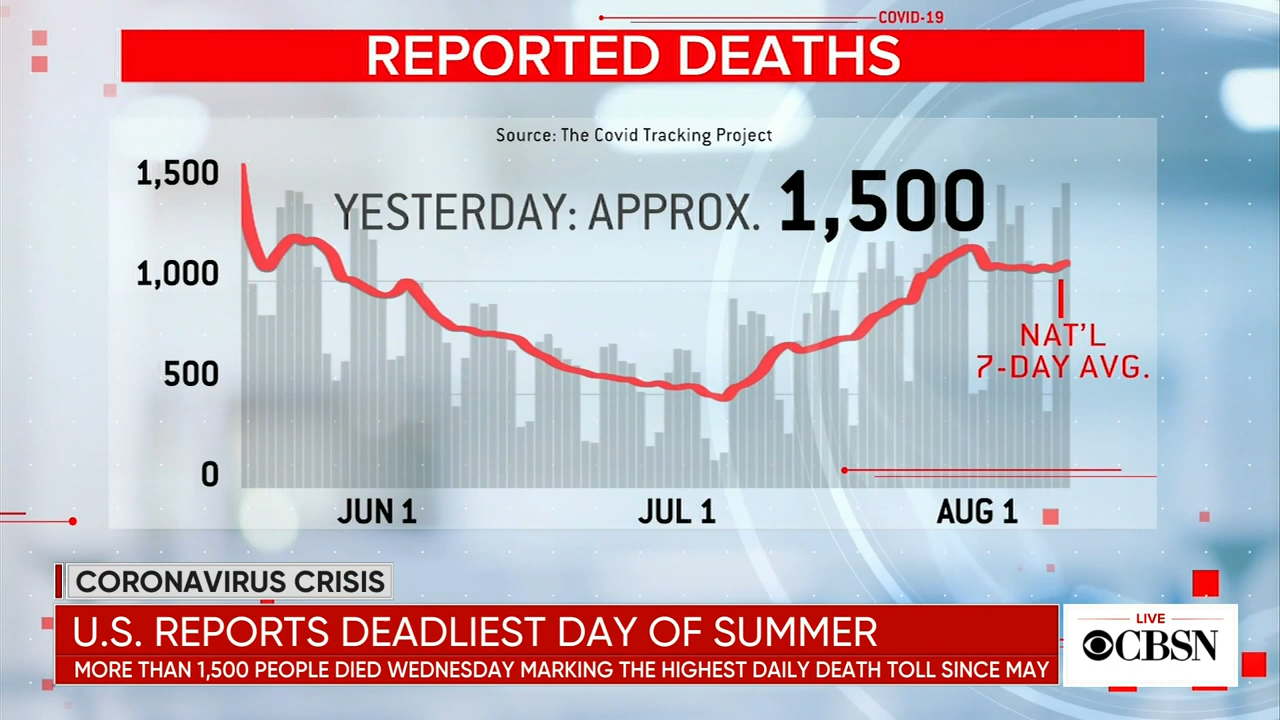 COVID-19
REPORTED DEATHS
Source: The Covid Tracking Project
YESTERDAY: APPROX. 1,500
1,500
1,000
500
0
NAT'L
7-DAY AVG.
JUN 1
JUL 1
AUG 1
CORONAVIRUS CRISIS
U.S. REPORTS DEADLIEST DAY OF SUMMER
MORE THAN 1,500 PEOPLE DIED WEDNESDAY MARKING THE HIGHEST DAILY DEATH TOLL SINCE MAY
LIVE
CBSN